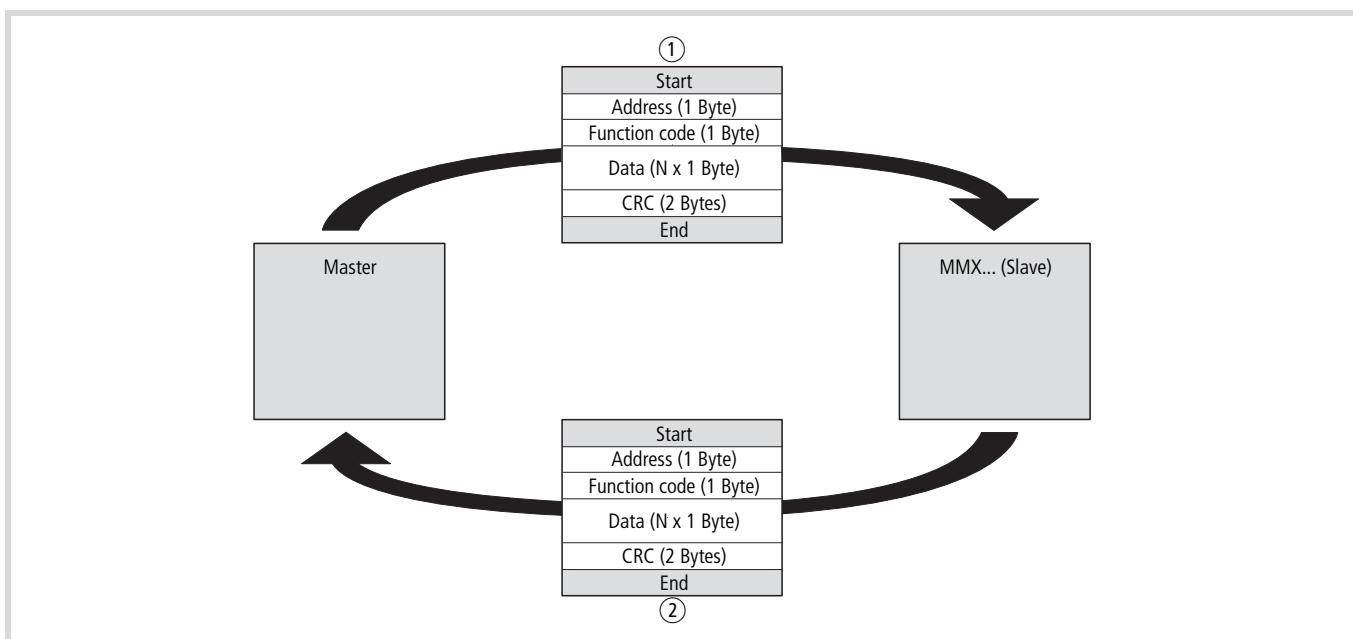 ①
Start
Address (1 Byte)
Function code (1 Byte)
Data (N x 1 Byte)
CRC (2 Bytes)
End
Master
MMX... (Slave)
Start
Address (1 Byte)
Function code (1 Byte)
Data (N x 1 Byte)
CRC (2 Bytes)
End
②